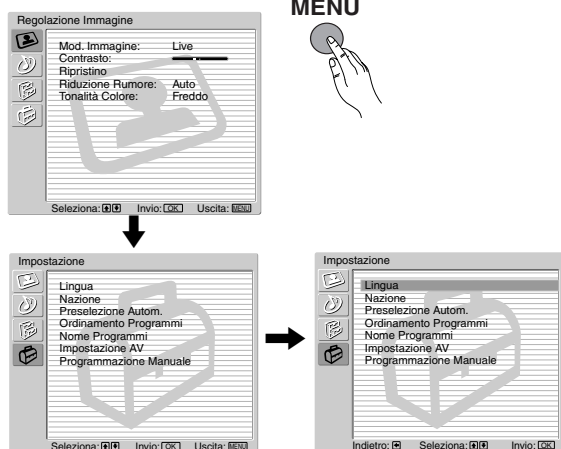 MENU
Regolazione Immagine
Mod. Immagine: Live
Contrasto:
Ripristino
Riduzione Rumore: Auto
Tonalità Colore: Freddo
Seleziona: Invio: OK Uscita: MENU
Impostazione
Lingua
Nazione
Preselezione Autom.
Ordinamento Programmi
Nome Programmi
Impostazione AV
Programmazione Manuale
Seleziona: Invio: OK Uscita: MENU
Impostazione
Lingua
Nazione
Preselezione Autom.
Ordinamento Programmi
Nome Programmi
Impostazione AV
Programmazione Manuale
Indietro: Seleziona: Invio: OK